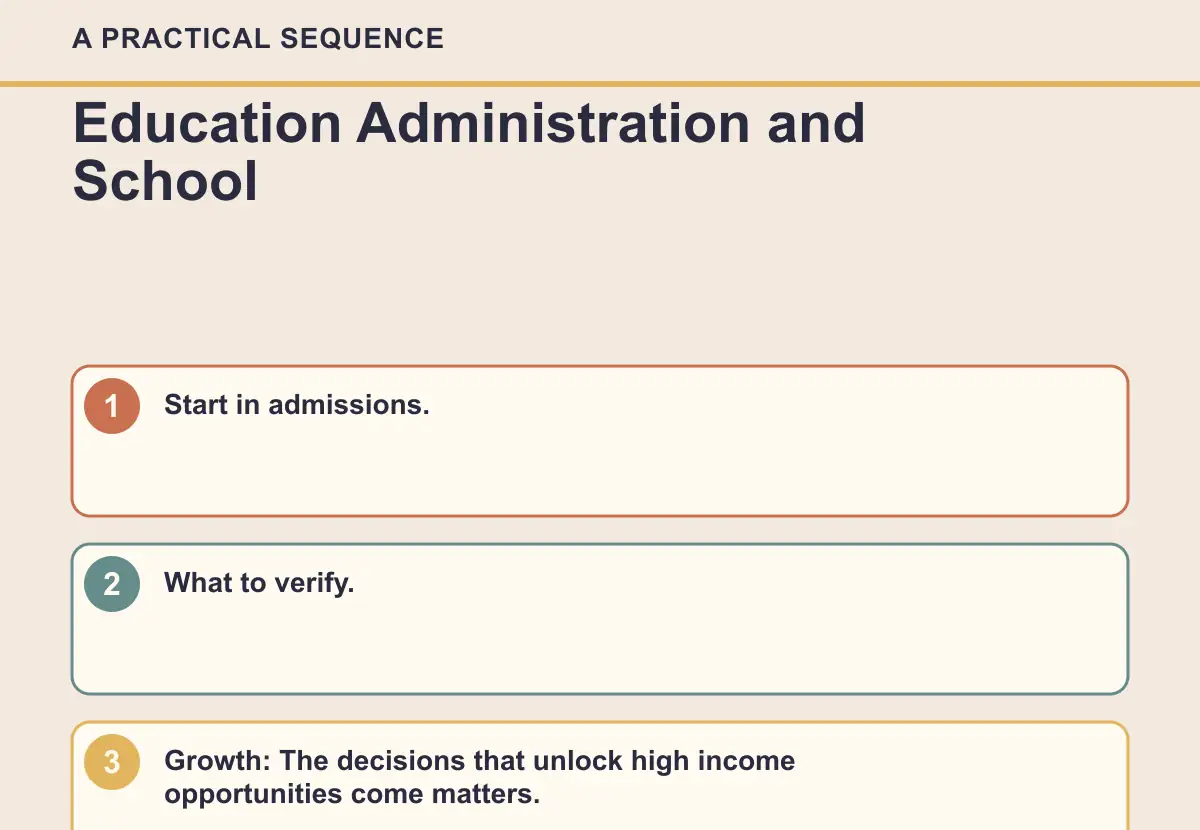 A PRACTICAL SEQUENCE
Education Administration and
School
1
Start in admissions.
2
What to verify.
3
Growth: The decisions that unlock high income
opportunities come matters.